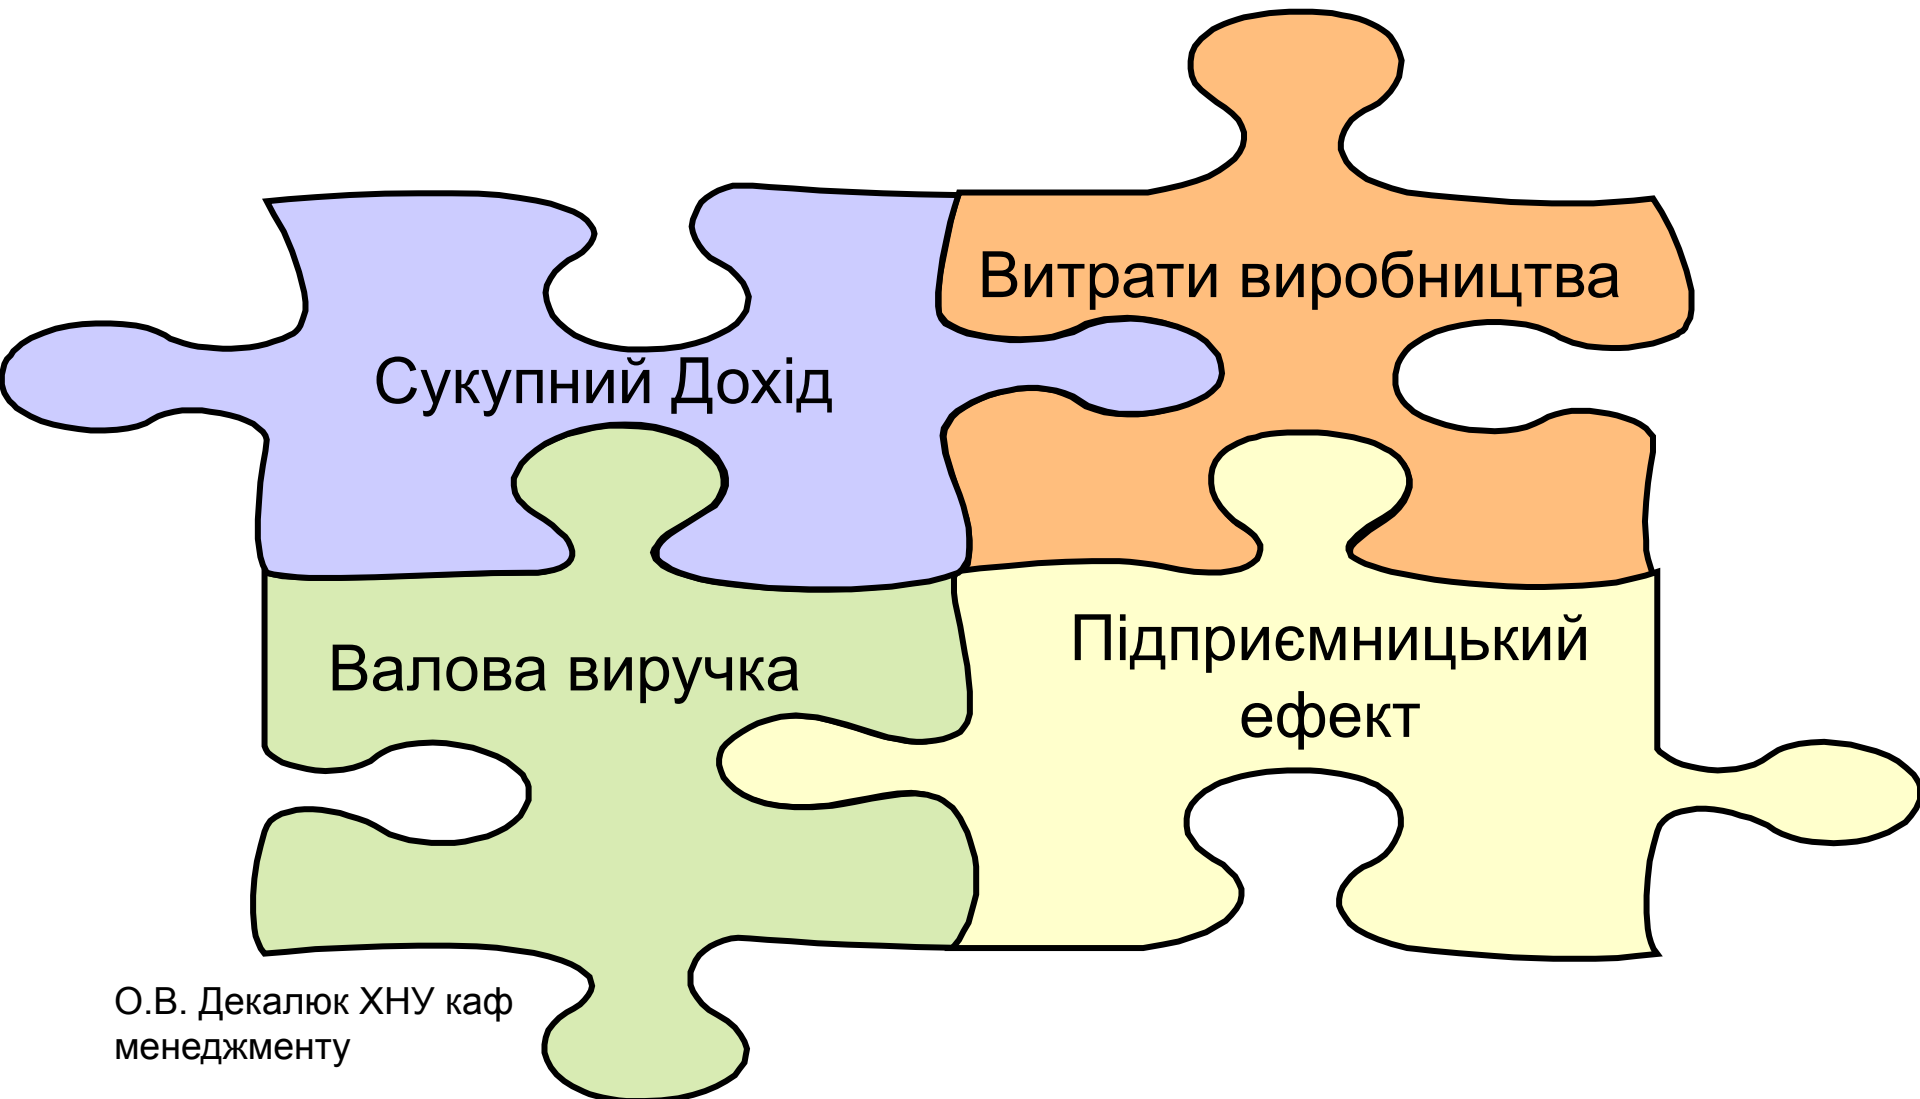 Витрати виробництва
Сукупний Дохід
Валова виручка
Підприємницький
ефект
О.В. Декалюк ХНУ каф
менеджменту